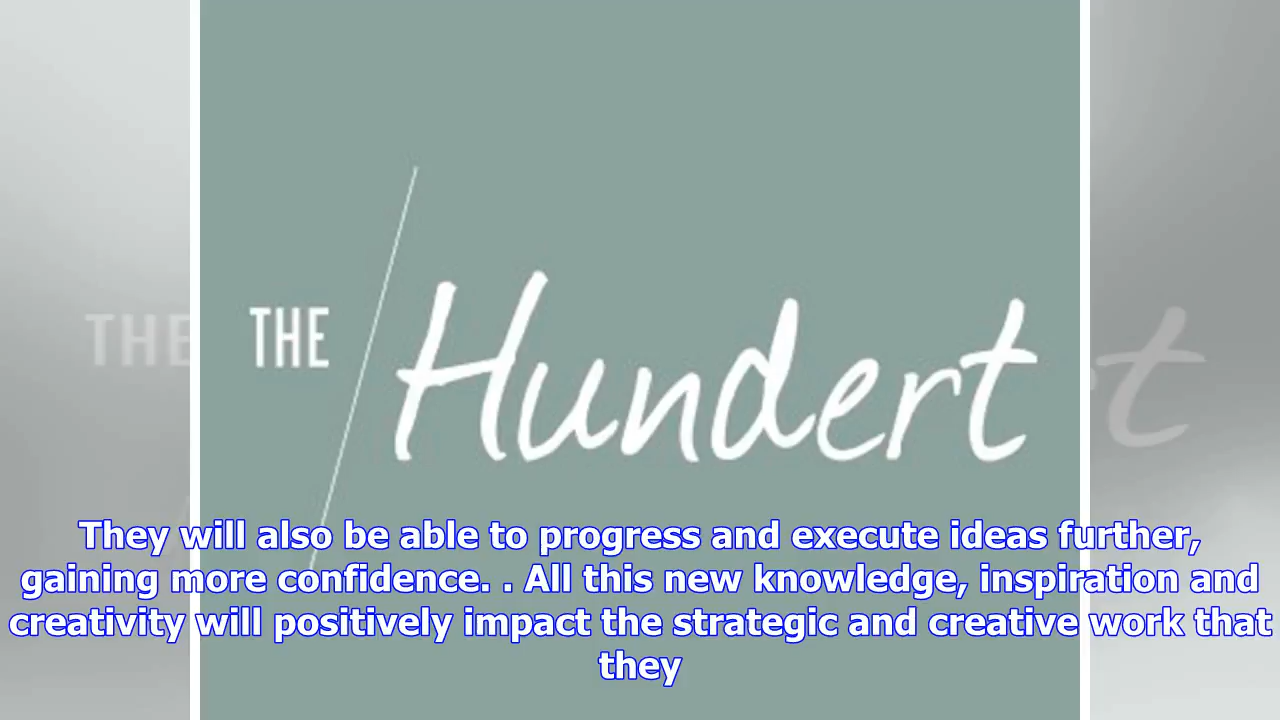 THE Hundert
They will also be able to progress and execute ideas further,
gaining more confidence. . All this new knowledge, inspiration and
creativity will positively impact the strategic and creative work that
they